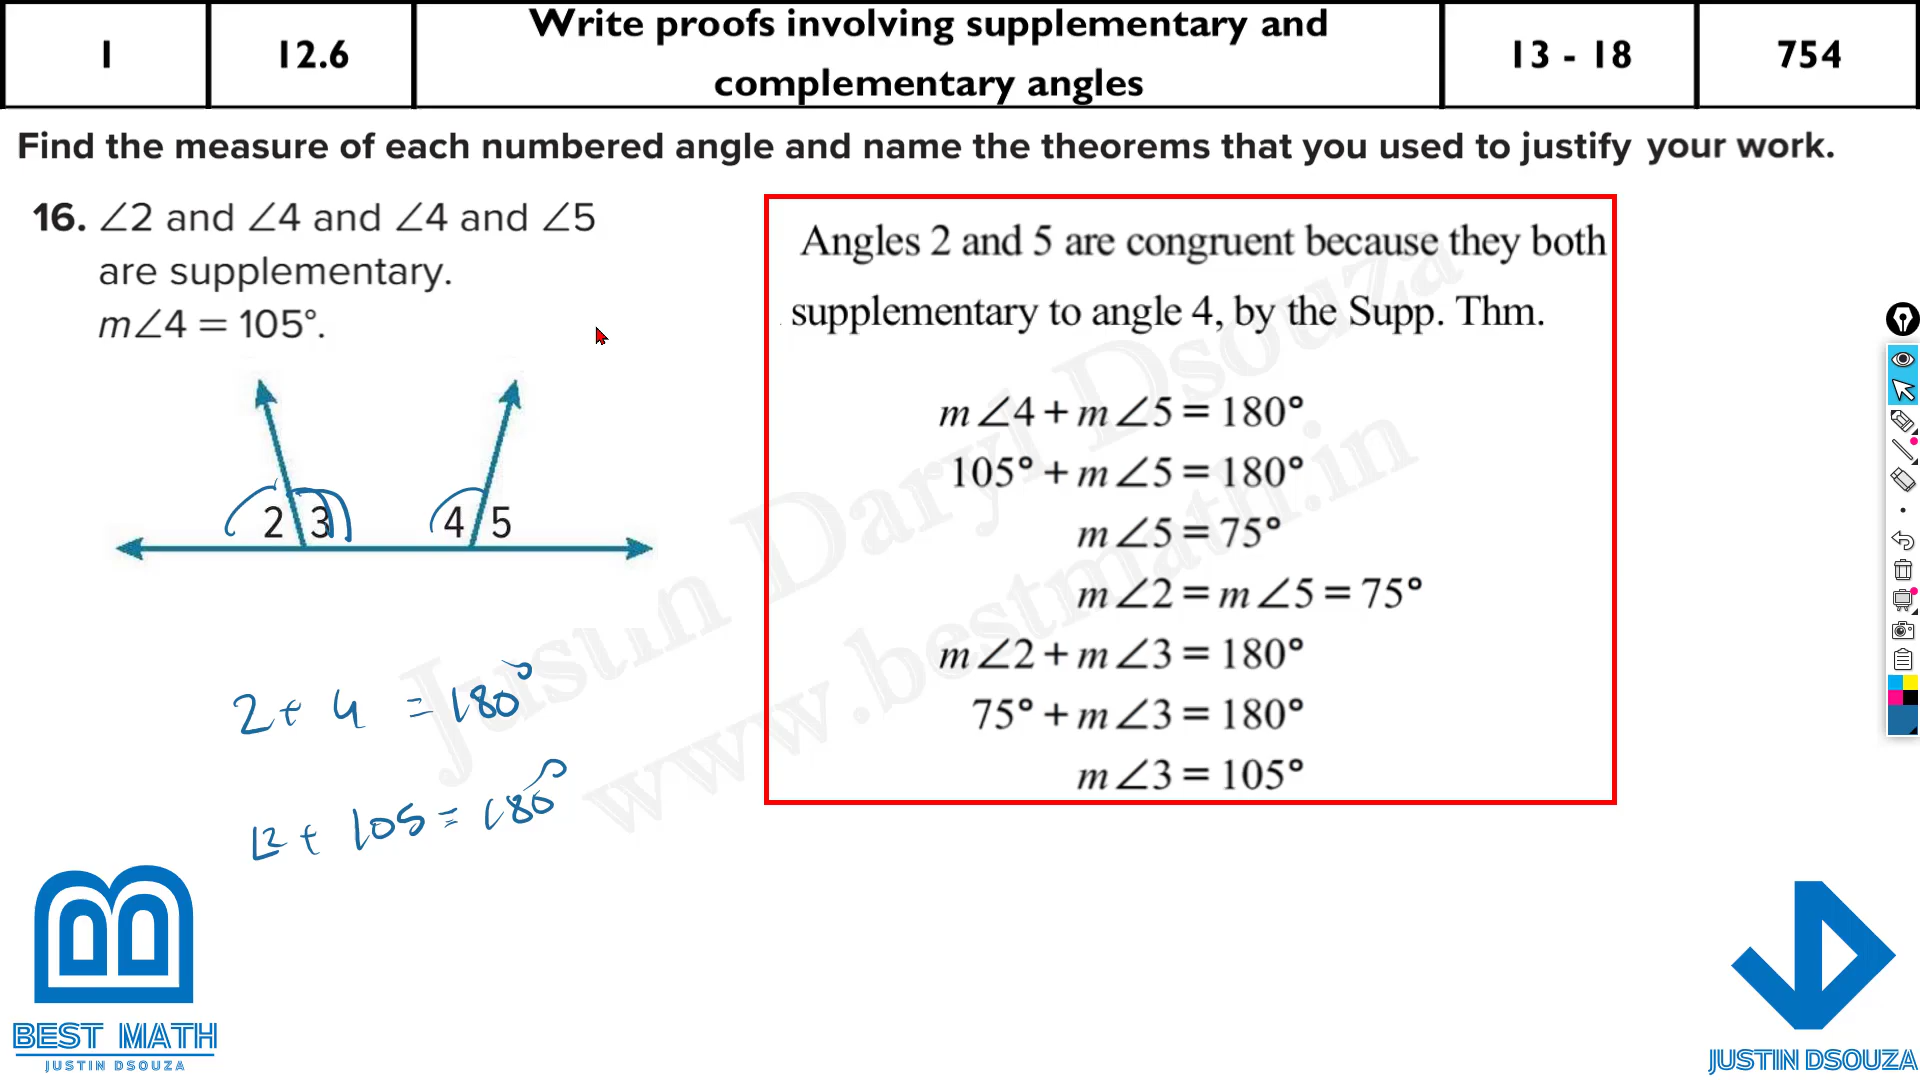 1
12.6
Write proofs involving supplementary and
complementary angles
13 - 18
754
Find the measure of each numbered angle and name the theorems that you used to justify your work.
16. ∠2 and ∠4 and ∠4 and ∠5
are supplementary.
m∠4 = 105°.
2 3 4 5
2 + 4 = 180°
∠2 + 105 = 180°
Angles 2 and 5 are congruent because they both
supplementary to angle 4, by the Supp. Thm.
m∠4 + m∠5 = 180°
105° + m∠5 = 180°
m∠5 = 75°
m∠2 = m∠5 = 75°
m∠2 + m∠3 = 180°
75° + m∠3 = 180°
m∠3 = 105°
Justin Daryl Dsouza
www.bestmath.in
BEST MATH
JUSTIN DSOUZA
JUSTIN DSOUZA